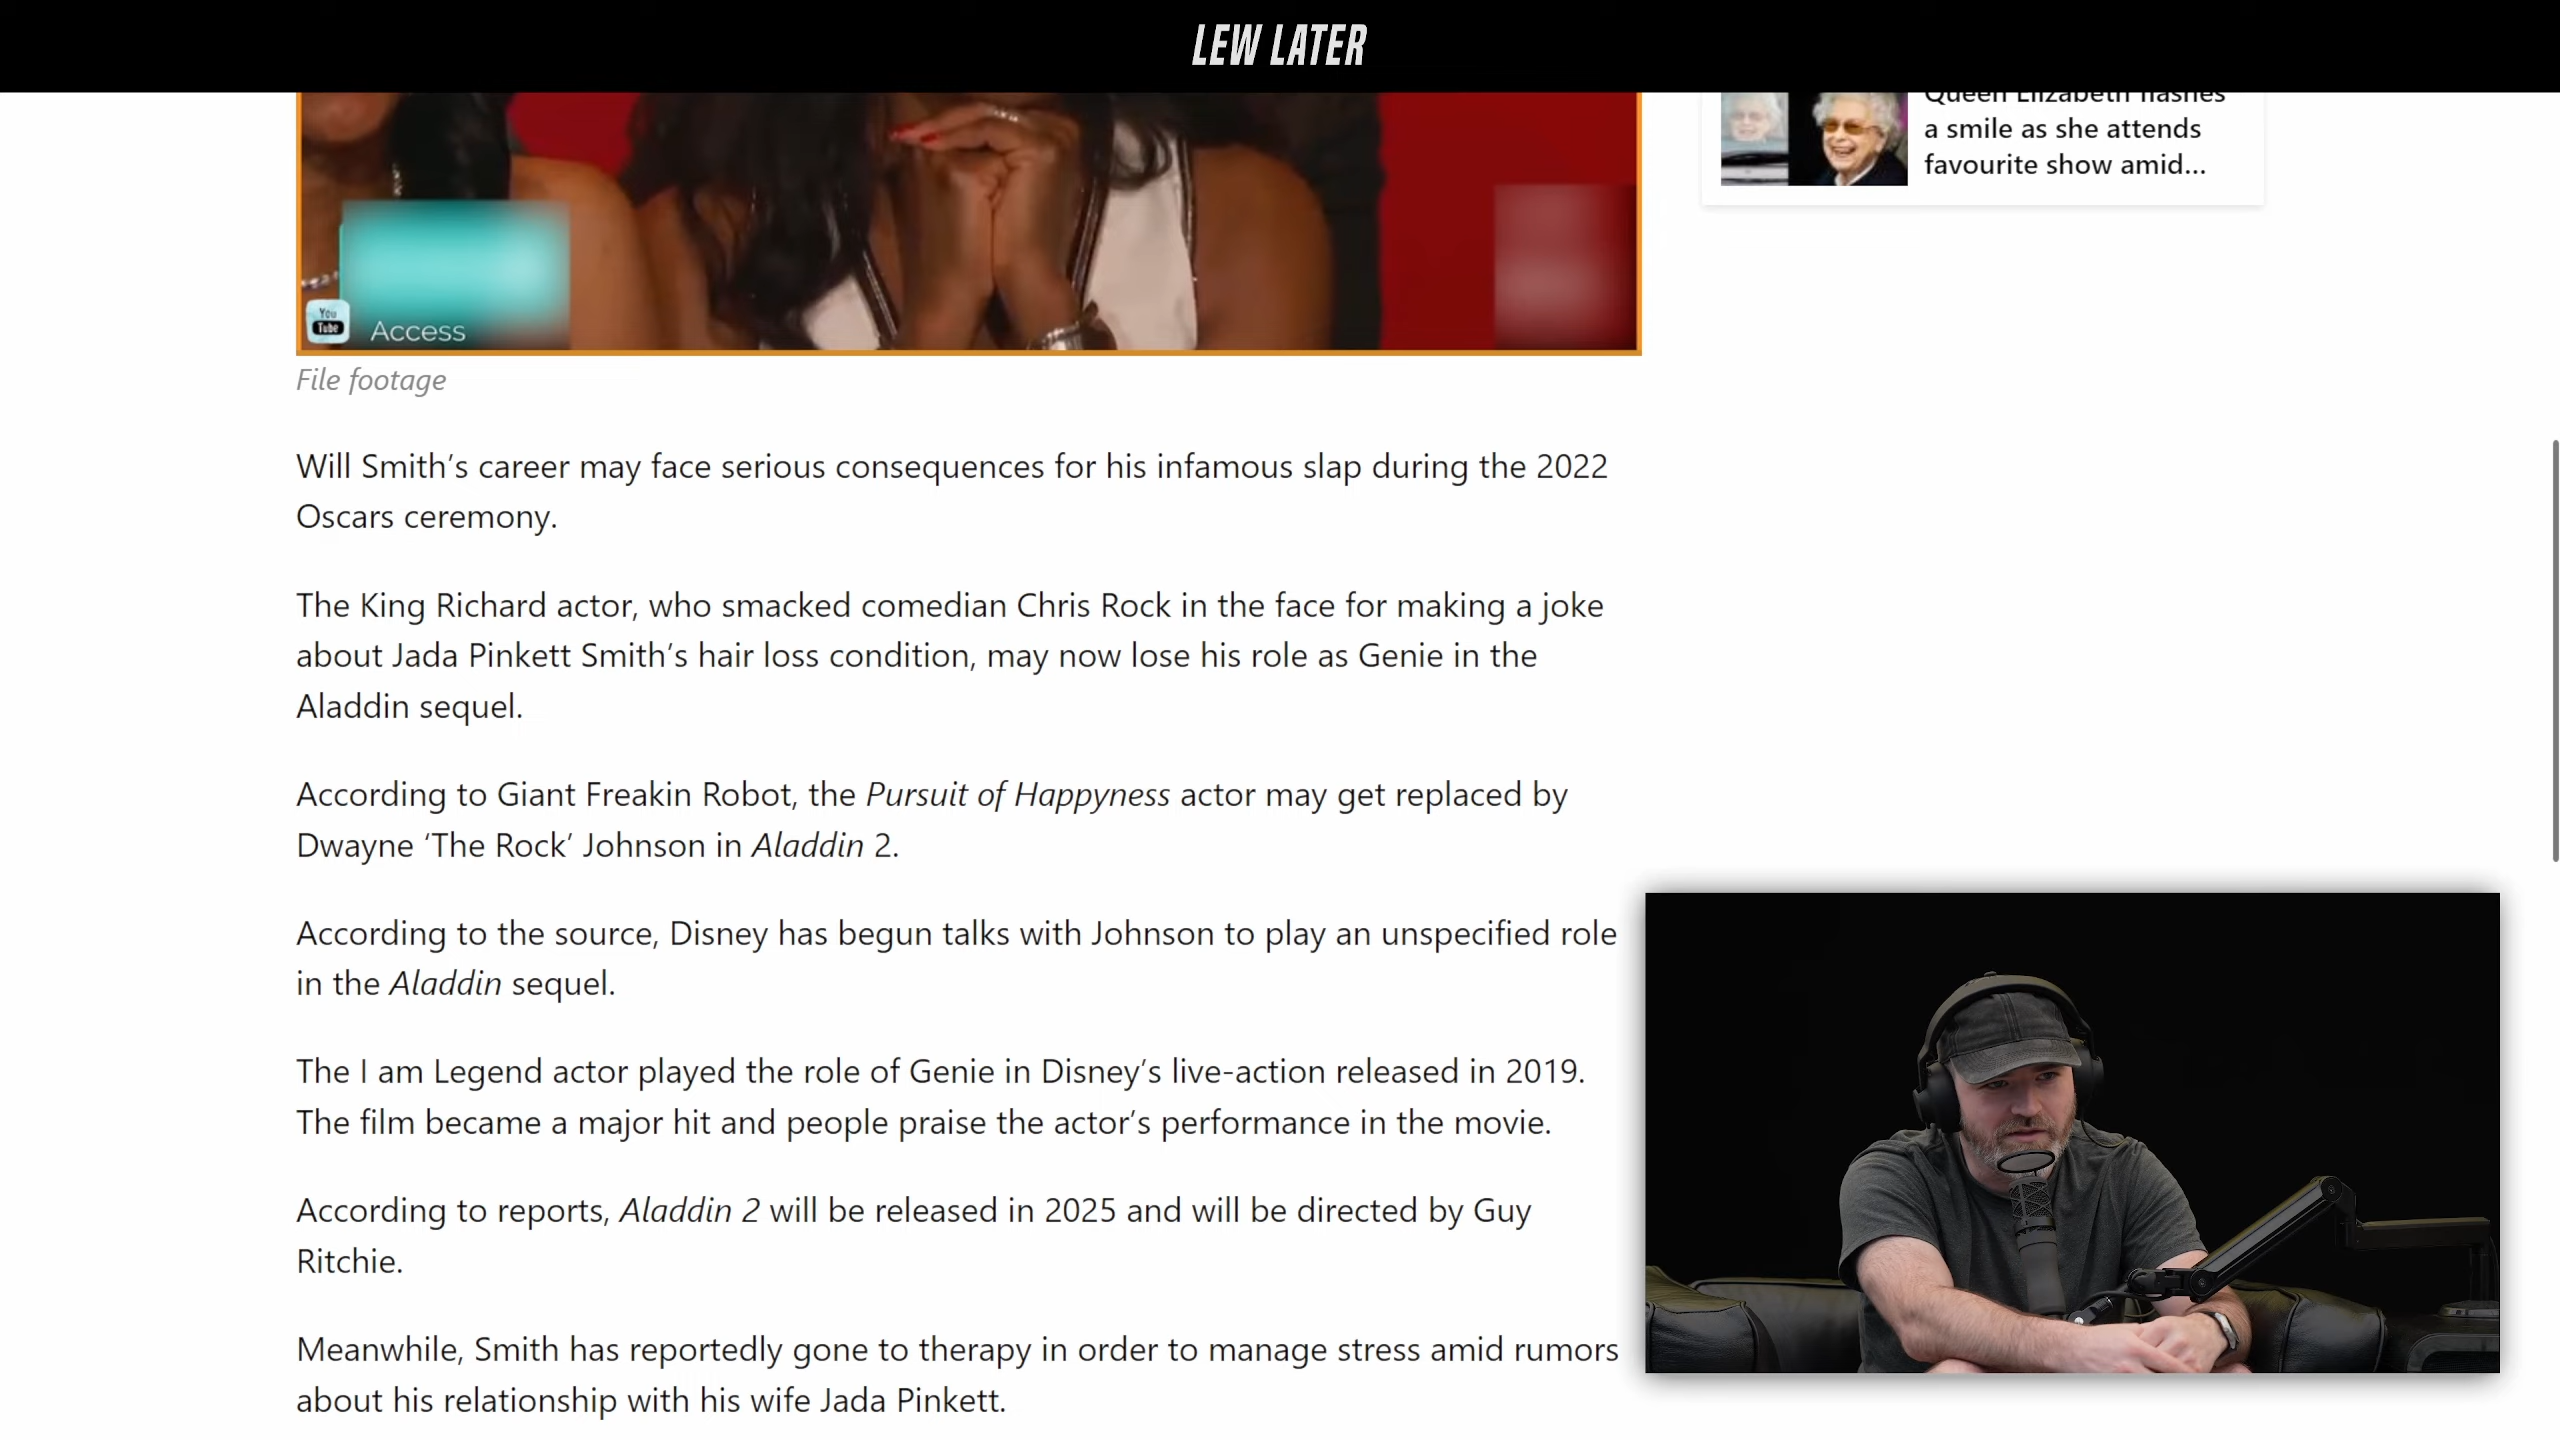 LEW LATER
Queen Elizabeth flashes
a smile as she attends
favourite show amid...
You
Tube
Access
File footage
Will Smith’s career may face serious consequences for his infamous slap during the 2022
Oscars ceremony.
The King Richard actor, who smacked comedian Chris Rock in the face for making a joke
about Jada Pinkett Smith’s hair loss condition, may now lose his role as Genie in the
Aladdin sequel.
According to Giant Freakin Robot, the Pursuit of Happyness actor may get replaced by
Dwayne ‘The Rock’ Johnson in Aladdin 2.
According to the source, Disney has begun talks with Johnson to play an unspecified role
in the Aladdin sequel.
The I am Legend actor played the role of Genie in Disney’s live-action released in 2019.
The film became a major hit and people praise the actor’s performance in the movie.
According to reports, Aladdin 2 will be released in 2025 and will be directed by Guy
Ritchie.
Meanwhile, Smith has reportedly gone to therapy in order to manage stress amid rumors
about his relationship with his wife Jada Pinkett.